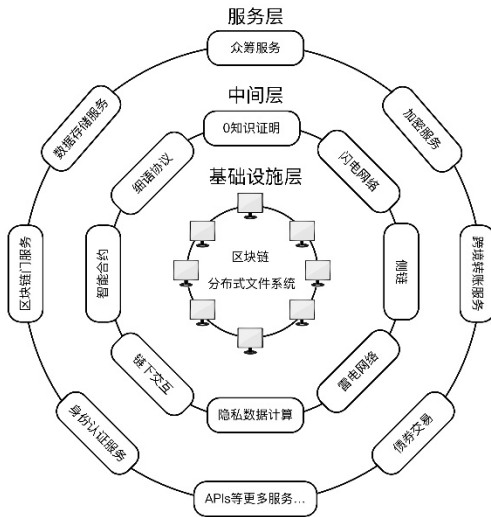 服务层
众筹服务
数据存储服务
加密服务
区块链门服务
跨境转账服务
身份认证服务
债券交易
APIs等更多服务...
中间层
0知识证明
细语协议
闪电网络
智能合约
侧链
链下交互
雷电网络
隐私数据计算
基础设施层
区块链
分布式文件系统